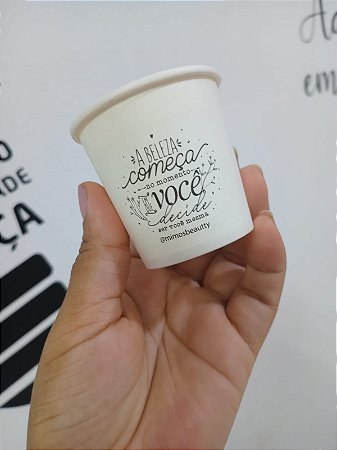 A BELEZA
começa
no momento
em que
VOCÊ
decide
ser você mesma
@mimosbeautty